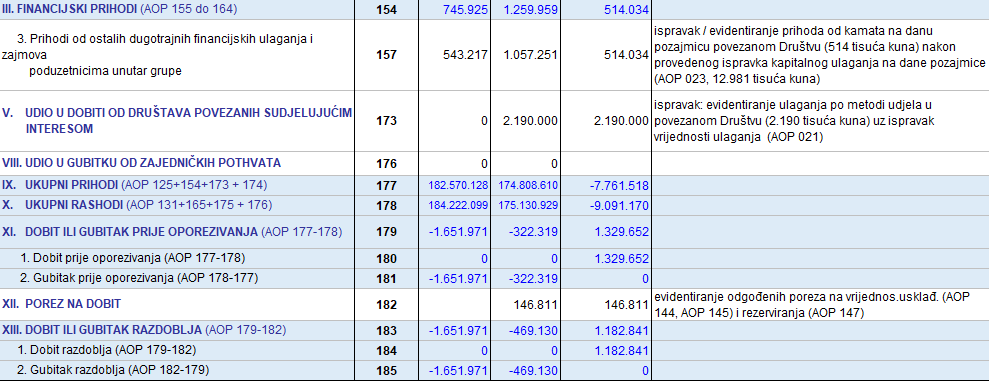 III. FINANCIJSKI PRIHODI (AOP 155 do 164) 154 745.925 1.259.959 514.034
3. Prihodi od ostalih dugotrajnih financijskih ulaganja i
zajmova
poduzetnicima unutar grupe
157 543.217 1.057.251 514.034
ispravak / evidentiranje prihoda od kamata na danu
pozajmicu povezanom Društvu (514 tisuća kuna) nakon
provedenog ispravka kapitalnog ulaganja na dane pozajmice
(AOP 023, 12.981 tisuća kuna)
V. UDIO U DOBITI OD DRUŠTAVA POVEZANIH SUDJELUJUĆIM
INTERESOM
173 0 2.190.000 2.190.000
ispravak: evidentiranje ulaganja po metodi udjela u
povezanom Društvu (2.190 tisuća kuna) uz ispravak
vrijednosti ulaganja (AOP 021)
VIII. UDIO U GUBITKU OD ZAJEDNIČKIH POTHVATA 176 0 0
IX. UKUPNI PRIHODI (AOP 125+154+173 + 174) 177 182.570.128 174.808.610 -7.761.518
X. UKUPNI RASHODI (AOP 131+165+175 + 176) 178 184.222.099 175.130.929 -9.091.170
XI. DOBIT ILI GUBITAK PRIJE OPOREZIVANJA (AOP 177-178) 179 -1.651.971 -322.319 1.329.652
1. Dobit prije oporezivanja (AOP 177-178) 180 0 0 1.329.652
2. Gubitak prije oporezivanja (AOP 178-177) 181 -1.651.971 -322.319 0
XII. POREZ NA DOBIT 182 146.811 146.811
evidentiranje odgođenih poreza na vrijednos.usklađ. (AOP
144, AOP 145) i rezerviranja (AOP 147)
XIII. DOBIT ILI GUBITAK RAZDOBLJA (AOP 179-182) 183 -1.651.971 -469.130 1.182.841
1. Dobit razdoblja (AOP 179-182) 184 0 0 1.182.841
2. Gubitak razdoblja (AOP 182-179) 185 -1.651.971 -469.130 0